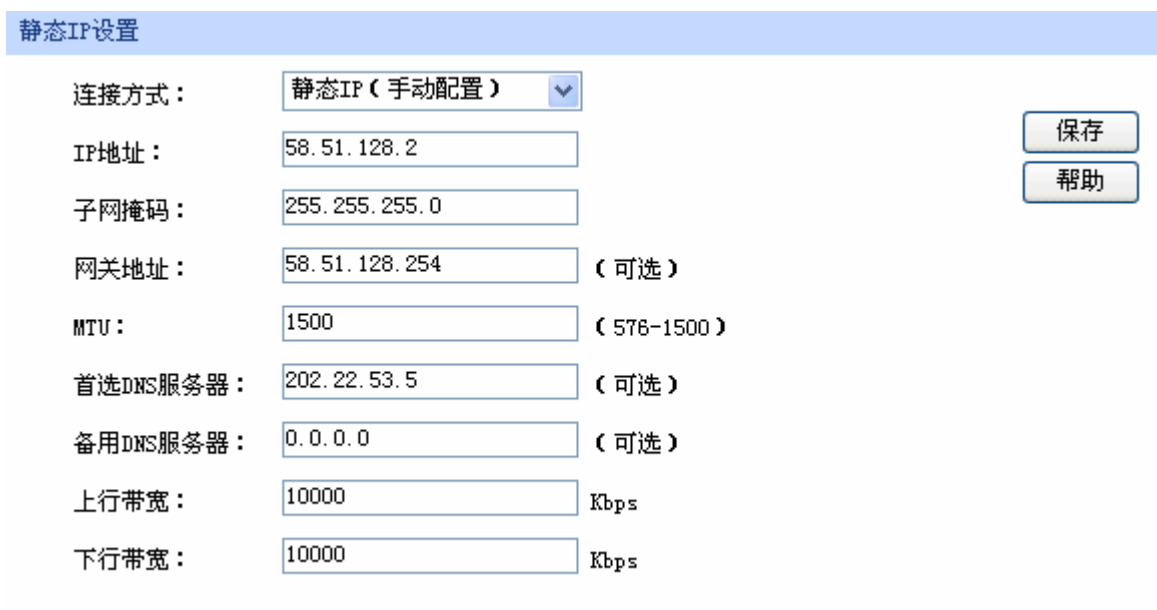 静态IP设置
连接方式： 静态IP（手动配置）
保存
IP地址： 58.51.128.2
帮助
子网掩码： 255.255.255.0
网关地址： 58.51.128.254 （可选）
MTU： 1500 （576-1500）
首选DNS服务器： 202.22.53.5 （可选）
备用DNS服务器： 0.0.0.0 （可选）
上行带宽： 10000 Kbps
下行带宽： 10000 Kbps